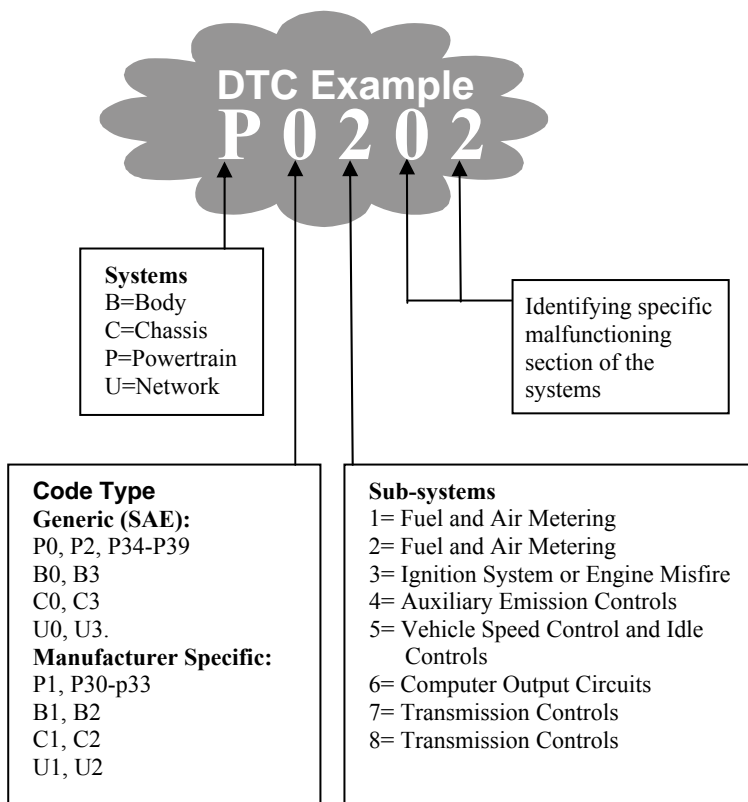 DTC Example
P 0 2 0 2
Systems
B=Body
C=Chassis
P=Powertrain
U=Network
Identifying specific
malfunctioning
section of the
systems
Code Type
Generic (SAE):
P0, P2, P34-P39
B0, B3
C0, C3
U0, U3.
Manufacturer Specific:
P1, P30-p33
B1, B2
C1, C2
U1, U2
Sub-systems
1= Fuel and Air Metering
2= Fuel and Air Metering
3= Ignition System or Engine Misfire
4= Auxiliary Emission Controls
5= Vehicle Speed Control and Idle
Controls
6= Computer Output Circuits
7= Transmission Controls
8= Transmission Controls